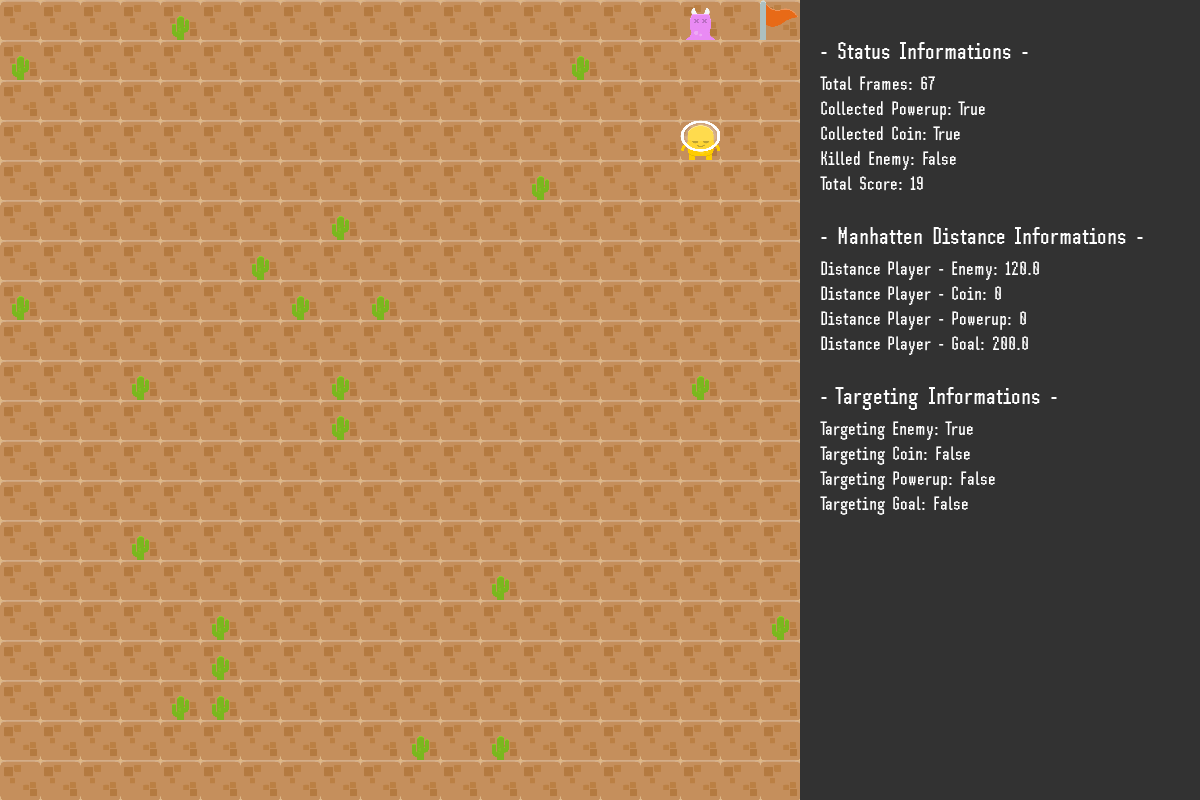 - Status Informations -
Total Frames: 67
Collected Powerup: True
Collected Coin: True
Killed Enemy: False
Total Score: 19
- Manhatten Distance Informations -
Distance Player - Enemy: 120.0
Distance Player - Coin: 0
Distance Player - Powerup: 0
Distance Player - Goal: 200.0
- Targeting Informations -
Targeting Enemy: True
Targeting Coin: False
Targeting Powerup: False
Targeting Goal: False